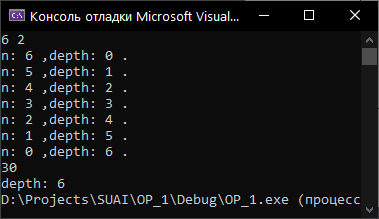 Консоль отладки Microsoft Visual...
6 2
n: 6 ,depth: 0 .
n: 5 ,depth: 1 .
n: 4 ,depth: 2 .
n: 3 ,depth: 3 .
n: 2 ,depth: 4 .
n: 1 ,depth: 5 .
n: 0 ,depth: 6 .
30
depth: 6
D:\Projects\SUAI\OP_1\Debug\OP_1.exe (процесс